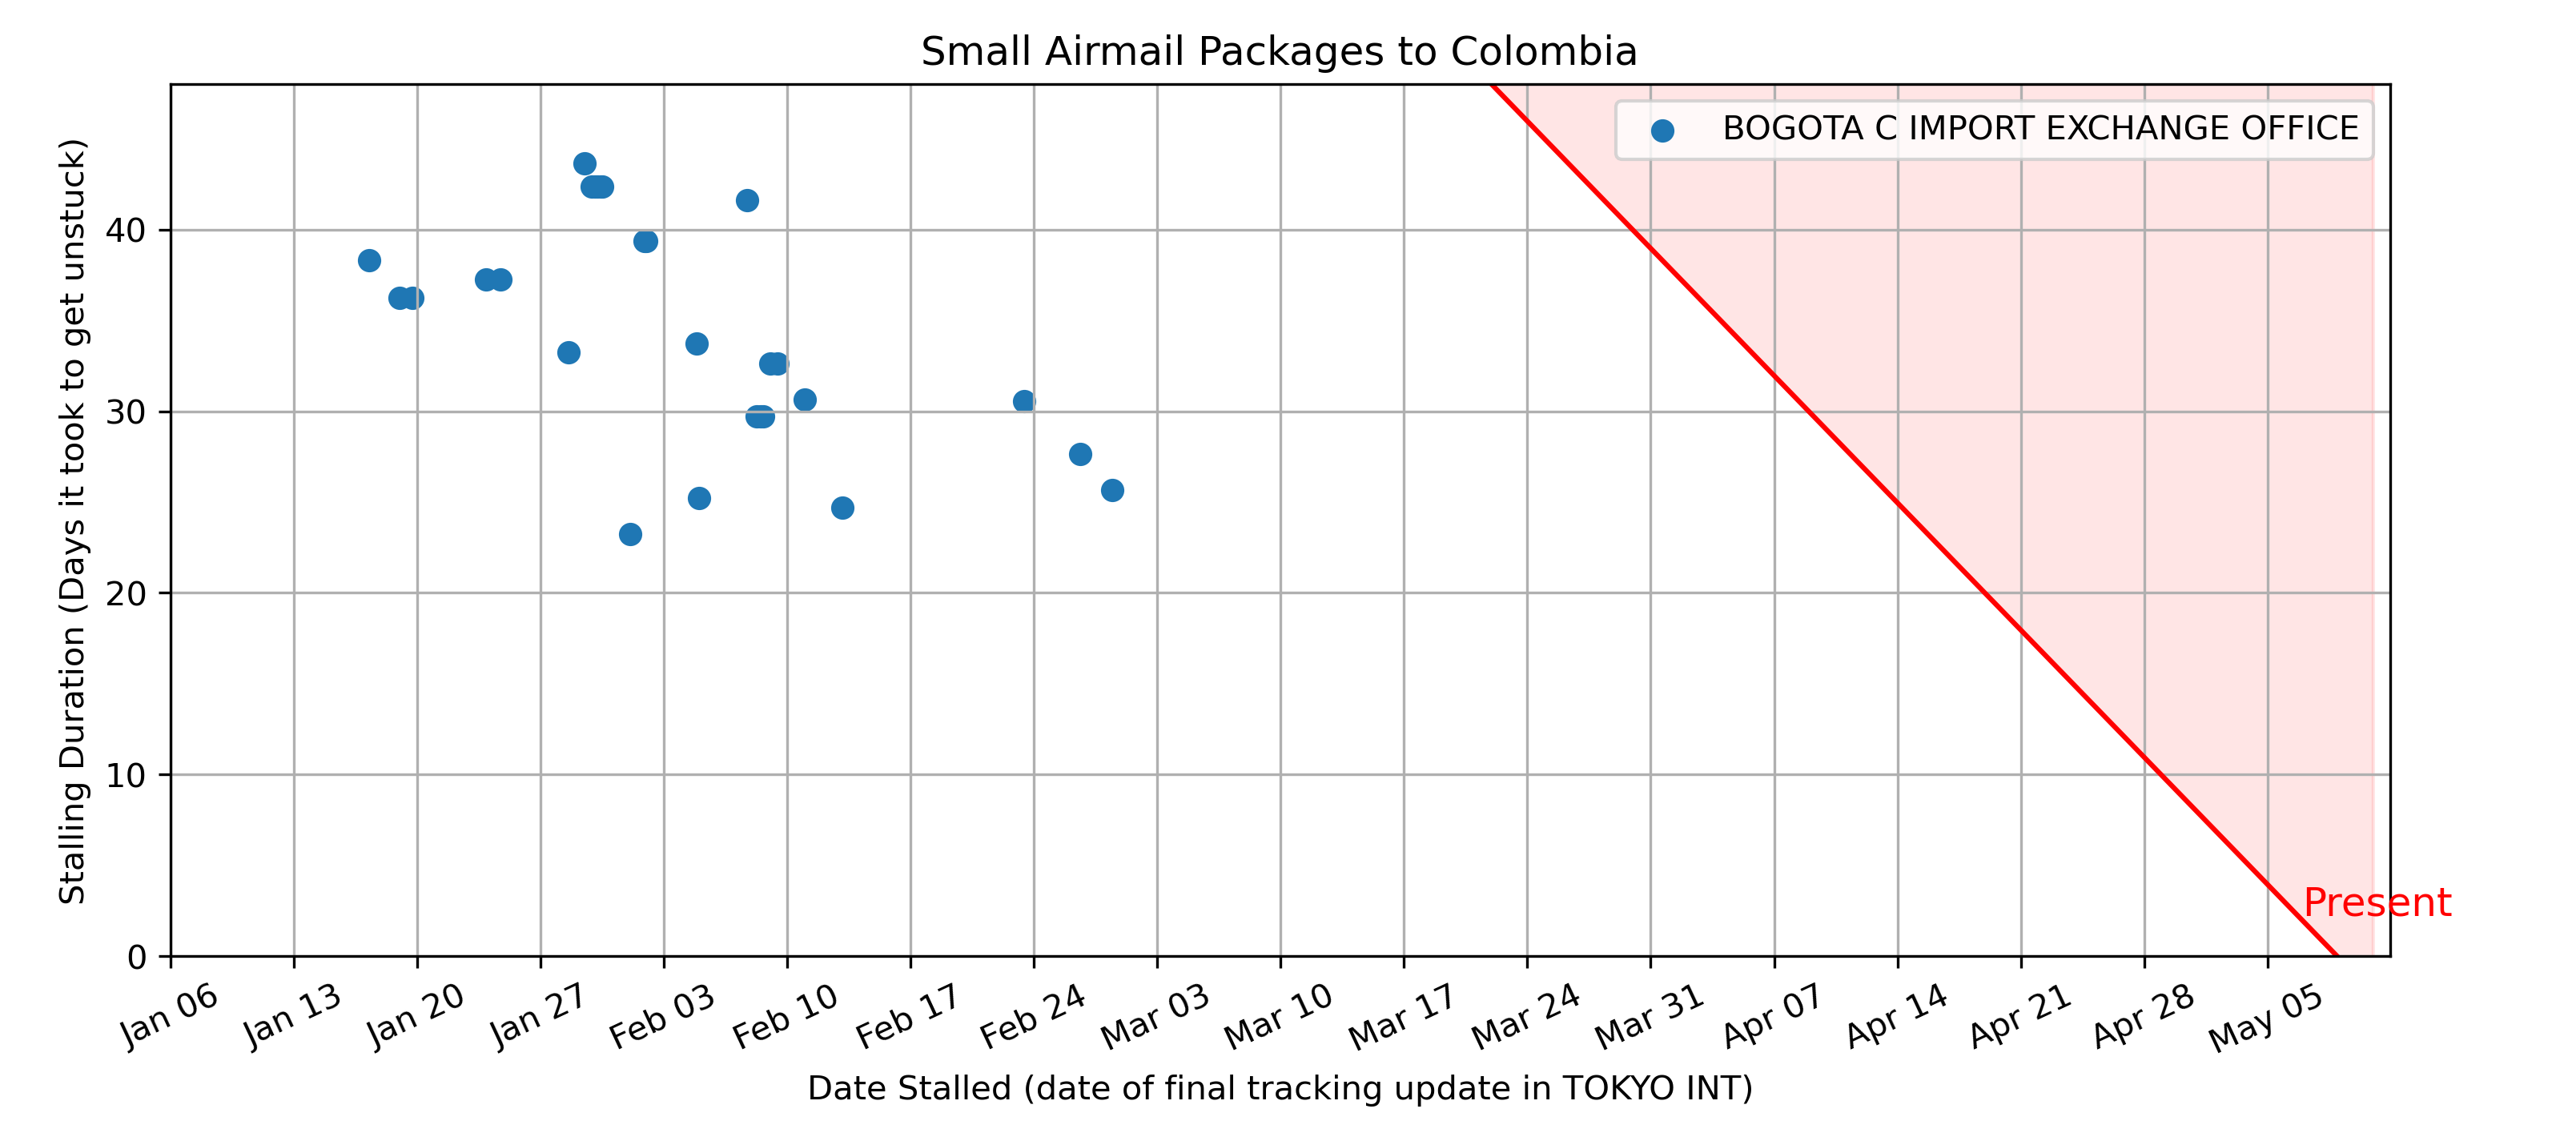 Small Airmail Packages to Colombia
BOGOTA C IMPORT EXCHANGE OFFICE
Stalling Duration (Days it took to get unstuck)
40
30
20
10
0
Present
Jan 06
Jan 13
Jan 20
Jan 27
Feb 03
Feb 10
Feb 17
Feb 24
Mar 03
Mar 10
Mar 17
Mar 24
Mar 31
Apr 07
Apr 14
Apr 21
Apr 28
May 05
Date Stalled (date of final tracking update in TOKYO INT)